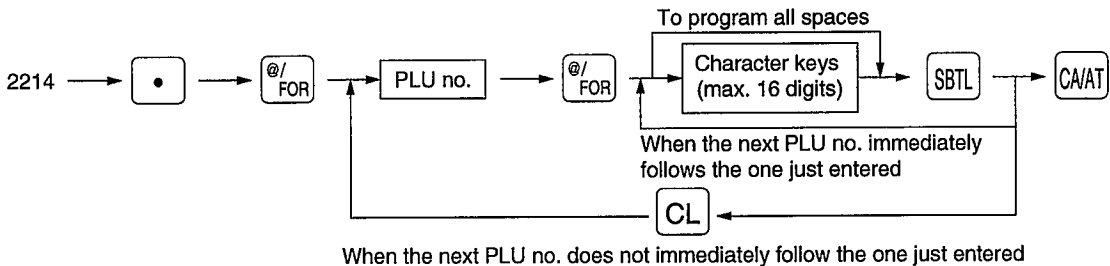 To program all spaces
2214 • @/FOR PLU no. @/FOR Character keys (max. 16 digits) SBTL CA/AT
When the next PLU no. immediately
follows the one just entered
CL
When the next PLU no. does not immediately follow the one just entered